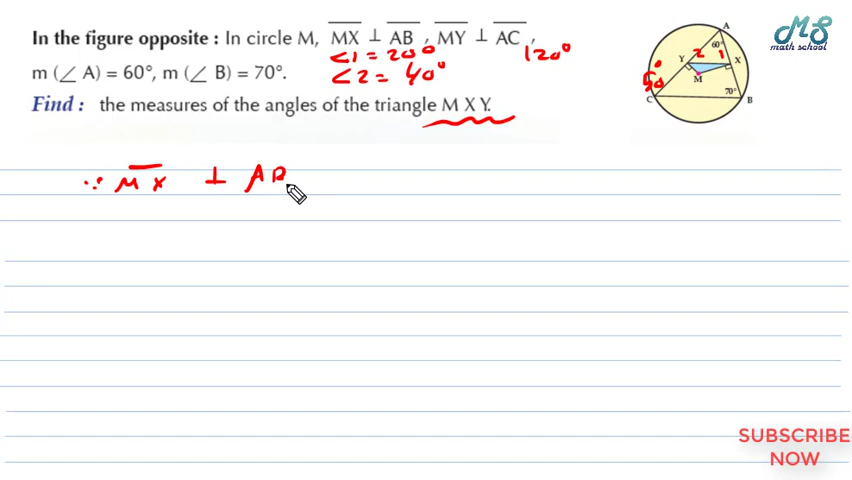 In the figure opposite : In circle M, MX ⊥ AB , MY ⊥ AC ,
<1 = 20° 120°
m (∠ A) = 60°, m (∠ B) = 70°.
<2 = 40°
Find : the measures of the angles of the triangle M X Y.
A
60° 2 1
Y X
M
50°
70°
C B
MS
math school
∵ MX ⊥ AB
SUBSCRIBE
NOW